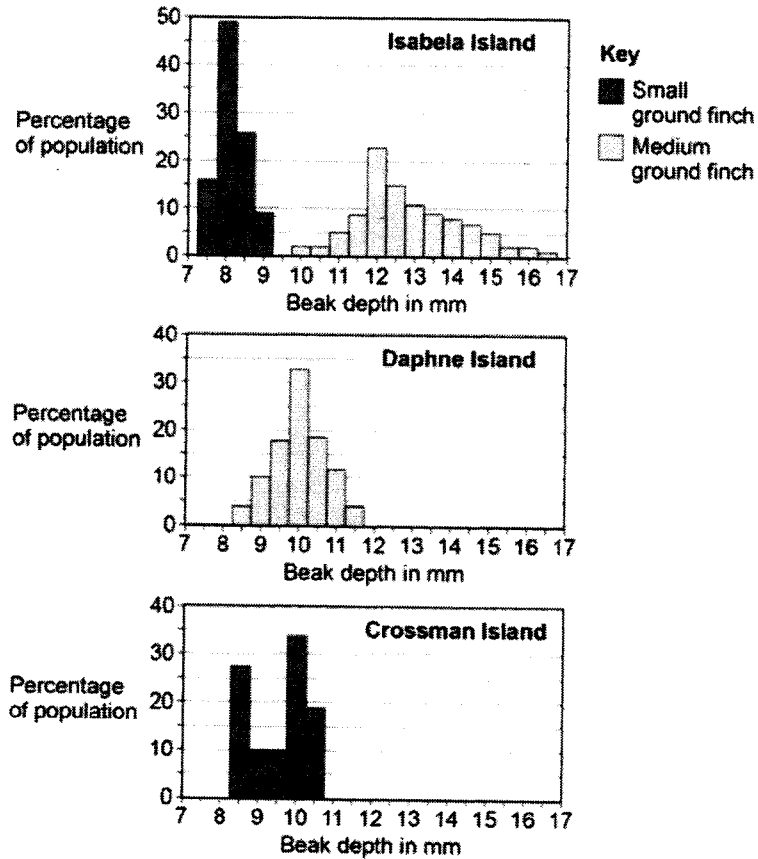 50
40
30
20
10
0
Percentage
of population
Isabela Island
7 8 9 10 11 12 13 14 15 16 17
Beak depth in mm
Key
Small
ground finch
Medium
ground finch
40
30
20
10
0
Percentage
of population
Daphne Island
7 8 9 10 11 12 13 14 15 16 17
Beak depth in mm
40
30
20
10
0
Percentage
of population
Crossman Island
7 8 9 10 11 12 13 14 15 16 17
Beak depth in mm